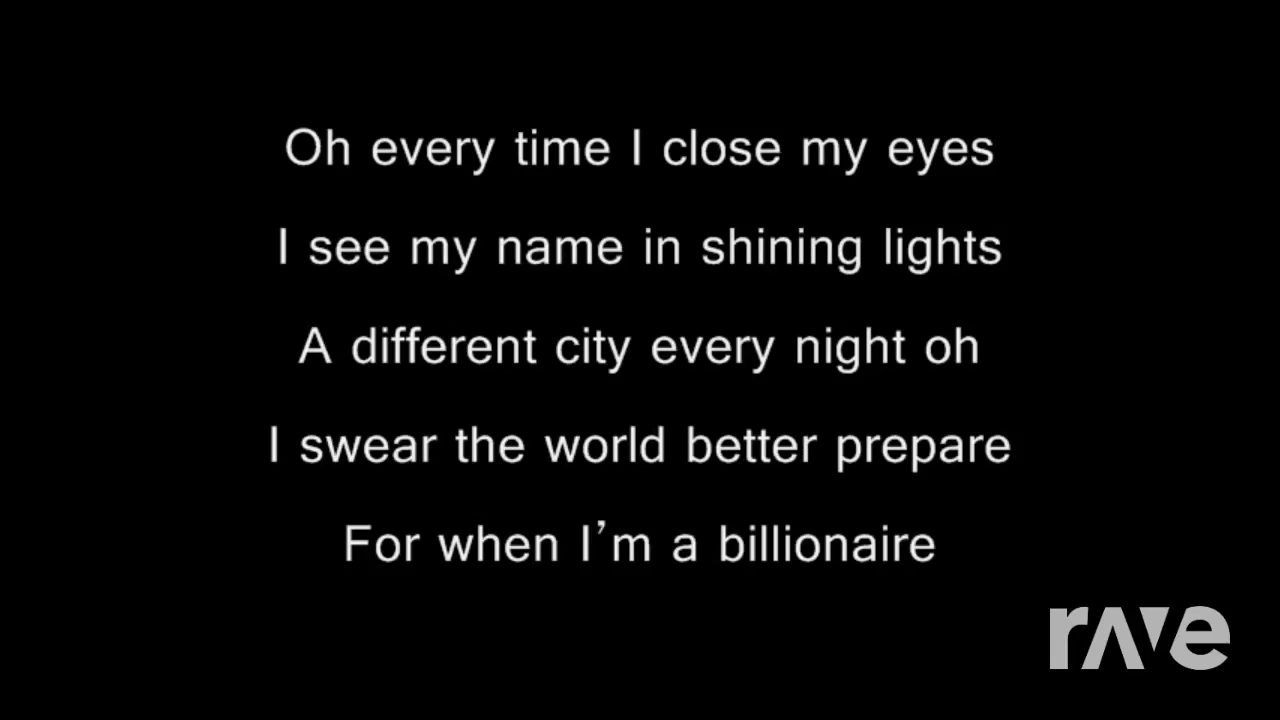 Oh every time I close my eyes
I see my name in shining lights
A different city every night oh
I swear the world better prepare
For when I’m a billionaire
rave